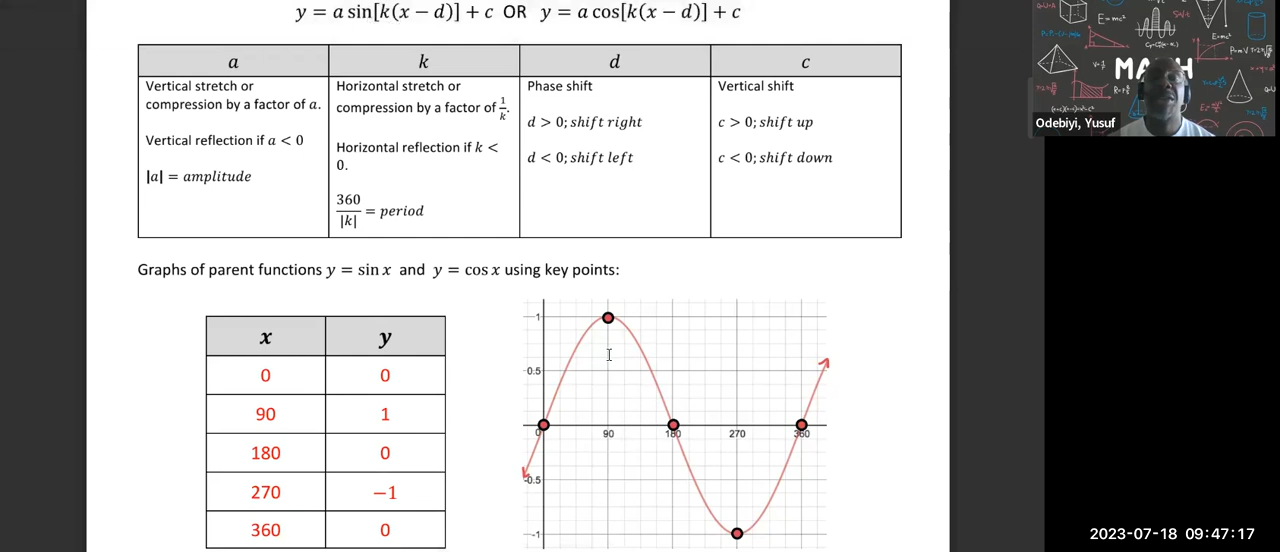 y = a sin[k(x − d)] + c OR y = a cos[k(x − d)] + c
a
k
d
c
Vertical stretch or
compression by a factor of a.
Vertical reflection if a < 0
|a| = amplitude
Horizontal stretch or
compression by a factor of 1/k.
Horizontal reflection if k <
0.
360/|k| = period
Phase shift
d > 0; shift right
d < 0; shift left
Vertical shift
c > 0; shift up
c < 0; shift down
Graphs of parent functions y = sin x and y = cos x using key points:
x y
0 0
90 1
180 0
270 −1
360 0
1
0.5
0 90 180 270 360
-0.5
-1
E=mc²
MATH
Odebiyi, Yusuf
2023-07-18 09:47:17